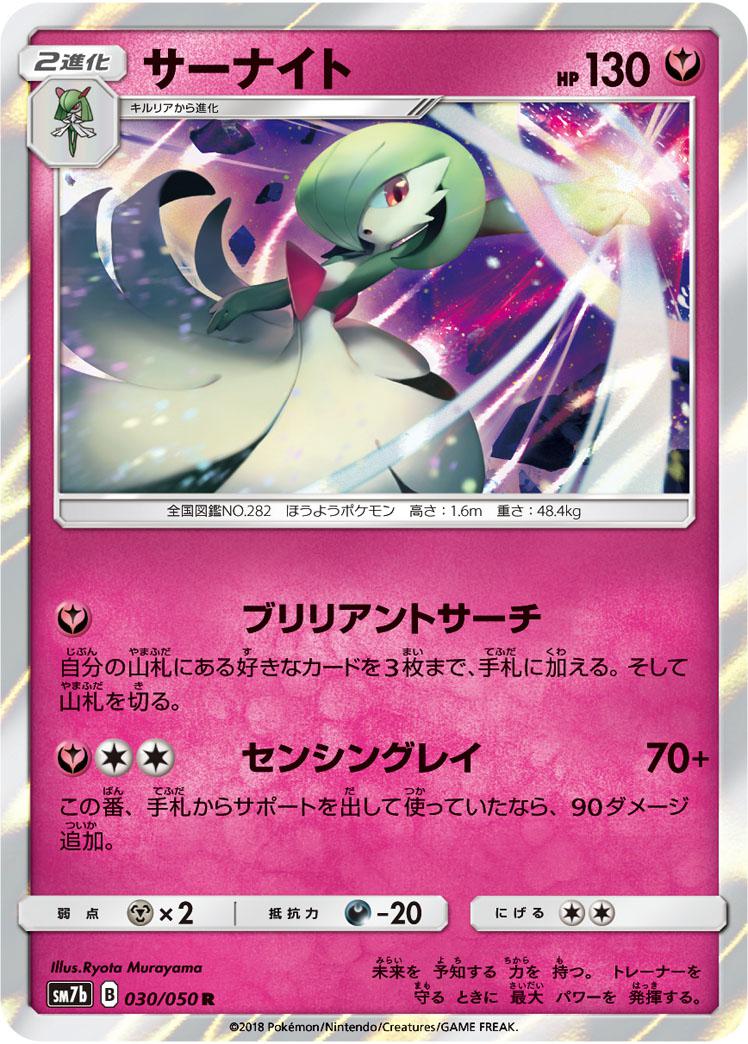 2進化
サーナイト
HP 130
キルリアから進化
全国図鑑NO.282 ほうようポケモン 高さ：1.6m 重さ：48.4kg
ブリリアントサーチ
自分の山札にある好きなカードを3枚まで、手札に加える。そして
山札を切る。
センシングレイ 70+
この番、手札からサポートを出して使っていたなら、90ダメージ
追加。
弱点 ×2 抵抗力 -20 にげる
Illus.Ryota Murayama
未来を 予知する 力を 持つ。 トレーナーを
守る ときに 最大 パワーを 発揮する。
SM7b B 030/050 R
©2018 Pokémon/Nintendo/Creatures/GAME FREAK.